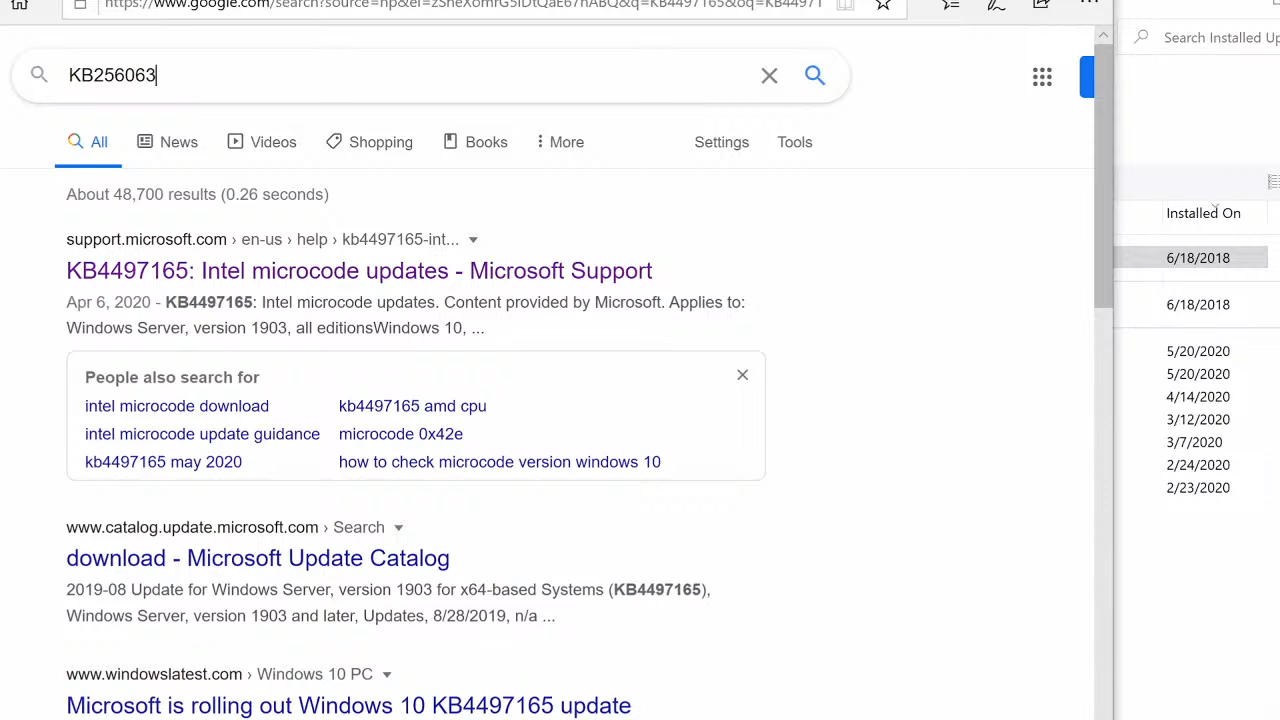 https://www.google.com/search?source=hp&ei=zSheXomrG5iDtQaE67nABQ&q=KB4497165&oq=KB44971
Search Installed Up
KB256063
All News Videos Shopping Books More Settings Tools
About 48,700 results (0.26 seconds)
Installed On
support.microsoft.com › en-us › help › kb4497165-int...
6/18/2018
KB4497165: Intel microcode updates - Microsoft Support
Apr 6, 2020 - KB4497165: Intel microcode updates. Content provided by Microsoft. Applies to:
6/18/2018
Windows Server, version 1903, all editionsWindows 10, ...
5/20/2020
People also search for
5/20/2020
intel microcode download kb4497165 amd cpu
4/14/2020
3/12/2020
intel microcode update guidance microcode 0x42e
3/7/2020
kb4497165 may 2020 how to check microcode version windows 10
2/24/2020
2/23/2020
www.catalog.update.microsoft.com › Search
download - Microsoft Update Catalog
2019-08 Update for Windows Server, version 1903 for x64-based Systems (KB4497165),
Windows Server, version 1903 and later, Updates, 8/28/2019, n/a ...
www.windowslatest.com › Windows 10 PC
Microsoft is rolling out Windows 10 KB4497165 update